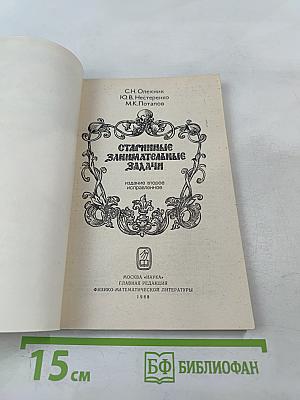 С.Н. Олехник
Ю.В. Нестеренко
М.К. Потапов
СТАРИННЫЕ
ЗАНИМАТЕЛЬНЫЕ
ЗАДАЧИ
издание второе
исправленное
МОСКВА «НАУКА»
ГЛАВНАЯ РЕДАКЦИЯ
ФИЗИКО-МАТЕМАТИЧЕСКОЙ ЛИТЕРАТУРЫ
1988
15 см
БФ БИБЛИОФАН